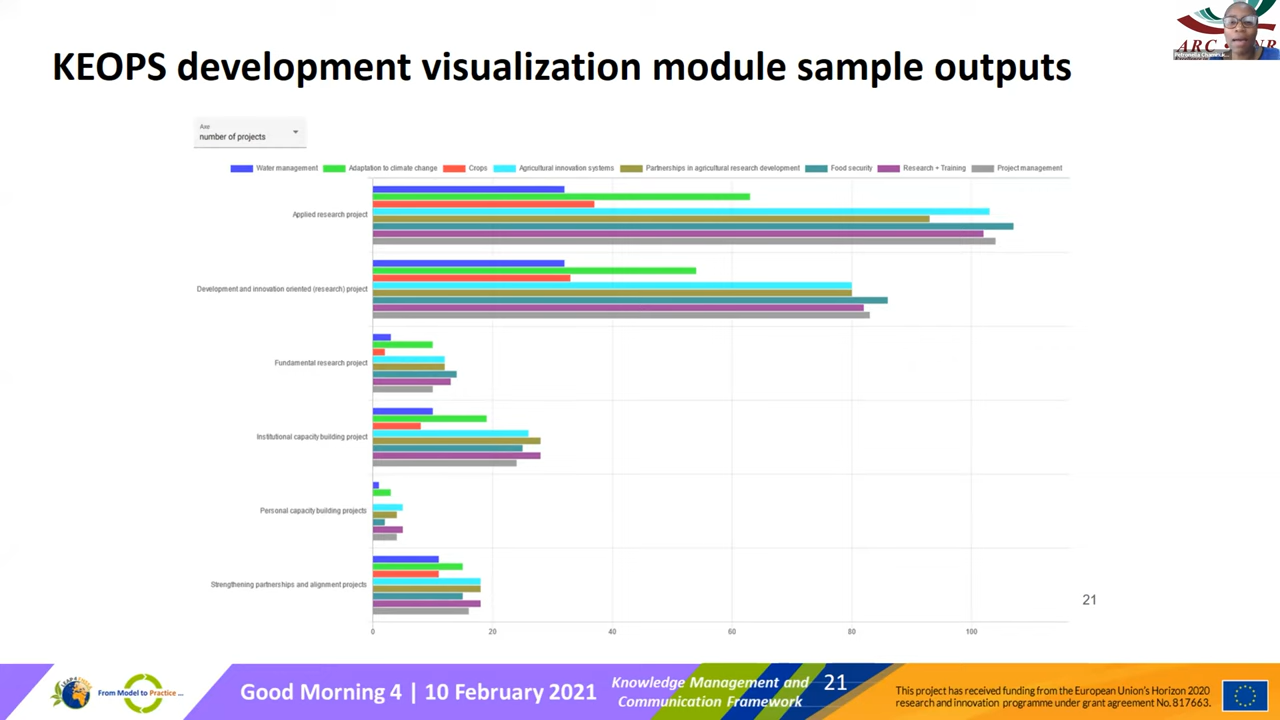 KEOPS development visualization module sample outputs
Axe
number of projects
Water management
Adaptation to climate change
Crops
Agricultural innovation systems
Partnerships in agricultural research development
Food security
Research + Training
Project management
Applied research project
Development and innovation oriented (research) project
Fundamental research project
Institutional capacity building project
Personal capacity building projects
Strengthening partnerships and alignment projects
0 20 40 60 80 100
21
From Model to Practice ...
Good Morning 4 | 10 February 2021
Knowledge Management and
Communication Framework
21
This project has received funding from the European Union's Horizon 2020
research and innovation programme under grant agreement No. 817663.